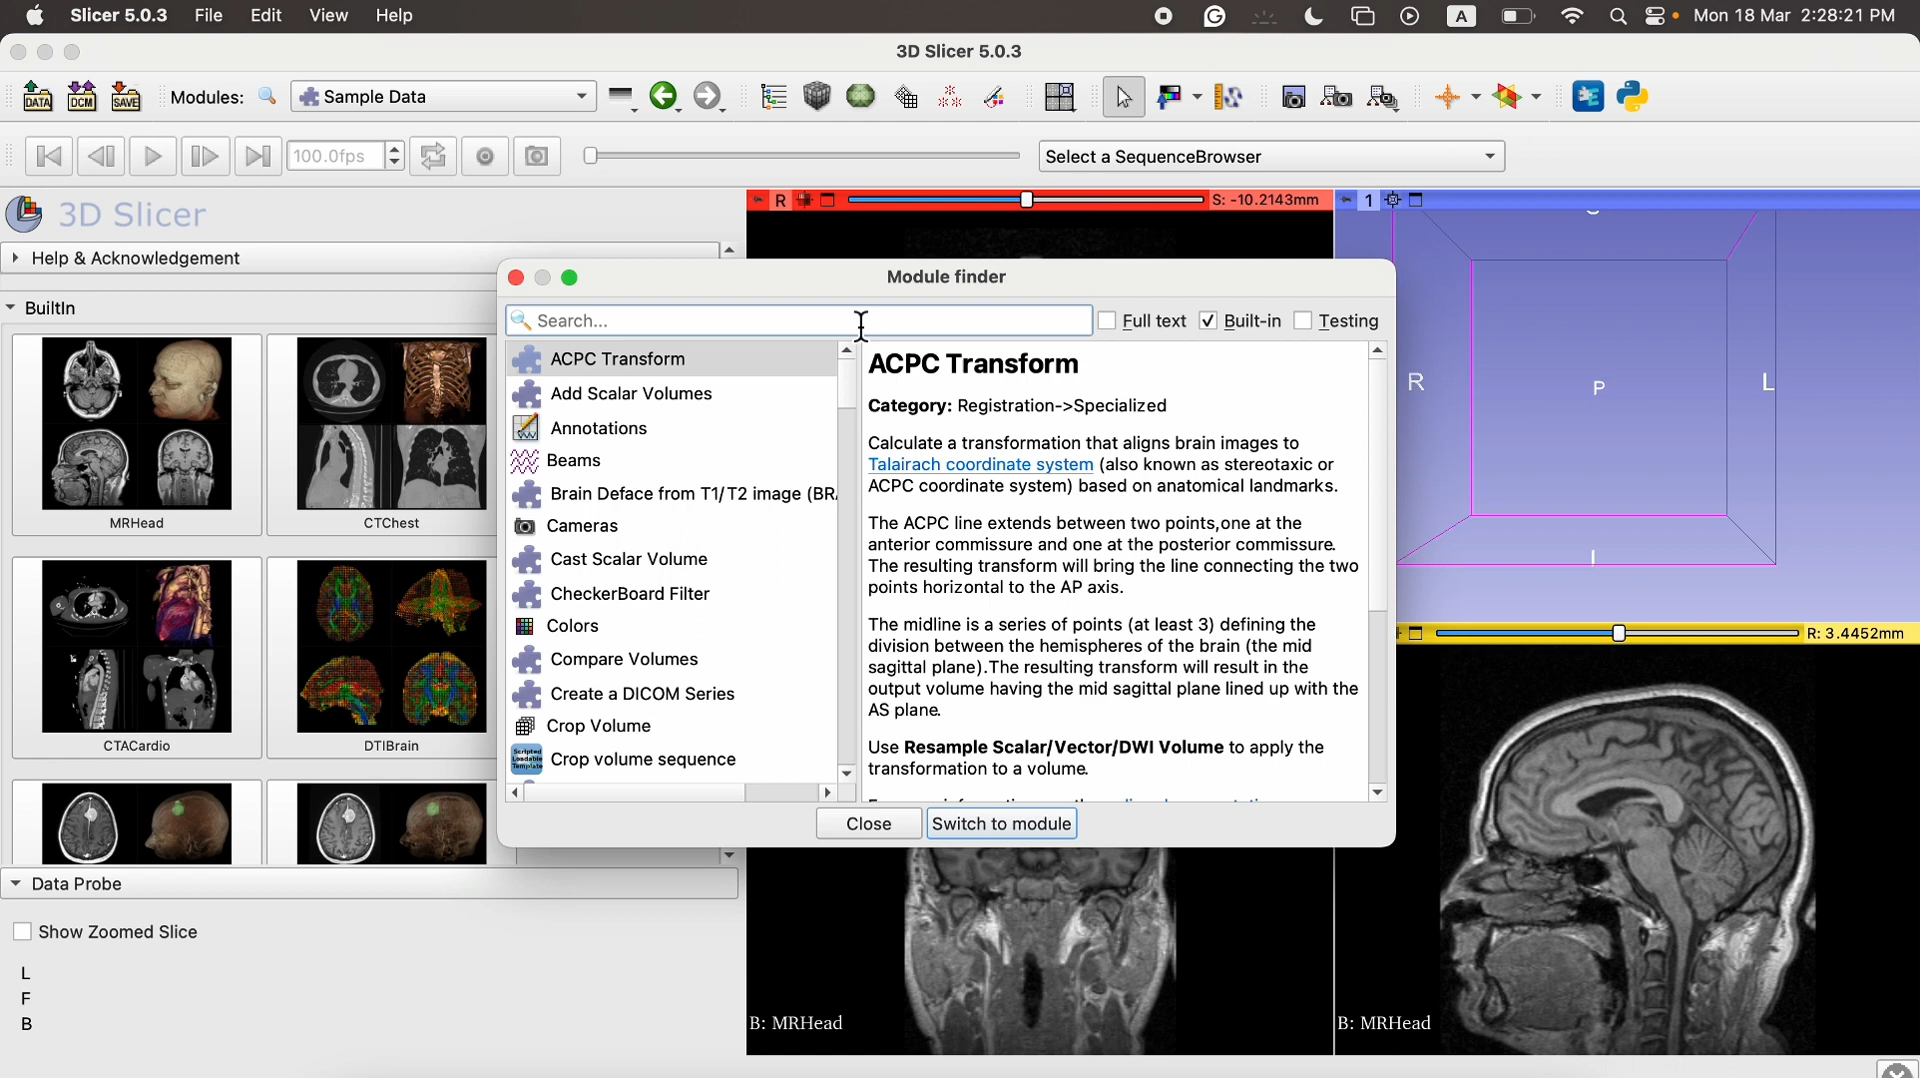 Slicer 5.0.3 File Edit View Help A Mon 18 Mar 2:28:21 PM
3D Slicer 5.0.3
DATA DCM SAVE Modules: Sample Data
100.0fps Select a SequenceBrowser
3D Slicer
Help & Acknowledgement
BuiltIn
MRHead
CTChest
CTACardio
DTIBrain
Data Probe
Show Zoomed Slice
L
F
B
R S: -10.2143mm
1
R P L
I
R: 3.4452mm
Module finder
Search... Full text Built-in Testing
ACPC Transform
Add Scalar Volumes
Annotations
Beams
Brain Deface from T1/T2 image (BR
Cameras
Cast Scalar Volume
CheckerBoard Filter
Colors
Compare Volumes
Create a DICOM Series
Crop Volume
Scripted
Loadable
Template
Crop volume sequence
ACPC Transform
Category: Registration->Specialized
Calculate a transformation that aligns brain images to
Talairach coordinate system (also known as stereotaxic or
ACPC coordinate system) based on anatomical landmarks.
The ACPC line extends between two points,one at the
anterior commissure and one at the posterior commissure.
The resulting transform will bring the line connecting the two
points horizontal to the AP axis.
The midline is a series of points (at least 3) defining the
division between the hemispheres of the brain (the mid
sagittal plane).The resulting transform will result in the
output volume having the mid sagittal plane lined up with the
AS plane.
Use Resample Scalar/Vector/DWI Volume to apply the
transformation to a volume.
Close Switch to module
B: MRHead
B: MRHead